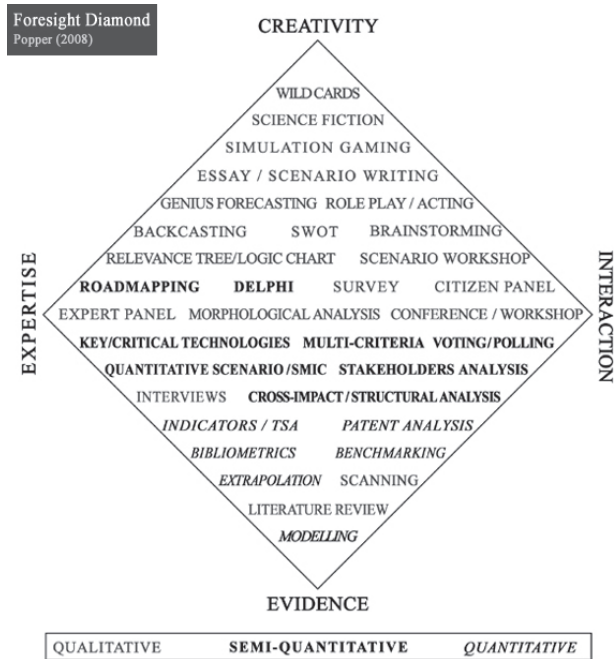 Foresight Diamond
Popper (2008)
CREATIVITY
WILD CARDS
SCIENCE FICTION
SIMULATION GAMING
ESSAY / SCENARIO WRITING
GENIUS FORECASTING ROLE PLAY / ACTING
BACKCASTING SWOT BRAINSTORMING
RELEVANCE TREE/LOGIC CHART SCENARIO WORKSHOP
ROADMAPPING DELPHI SURVEY CITIZEN PANEL
EXPERT PANEL MORPHOLOGICAL ANALYSIS CONFERENCE / WORKSHOP
KEY/CRITICAL TECHNOLOGIES MULTI-CRITERIA VOTING/POLLING
QUANTITATIVE SCENARIO/SMIC STAKEHOLDERS ANALYSIS
INTERVIEWS CROSS-IMPACT/STRUCTURAL ANALYSIS
INDICATORS / TSA PATENT ANALYSIS
BIBLIOMETRICS BENCHMARKING
EXTRAPOLATION SCANNING
LITERATURE REVIEW
MODELLING
EXPERTISE
INTERACTION
EVIDENCE
QUALITATIVE SEMI-QUANTITATIVE QUANTITATIVE